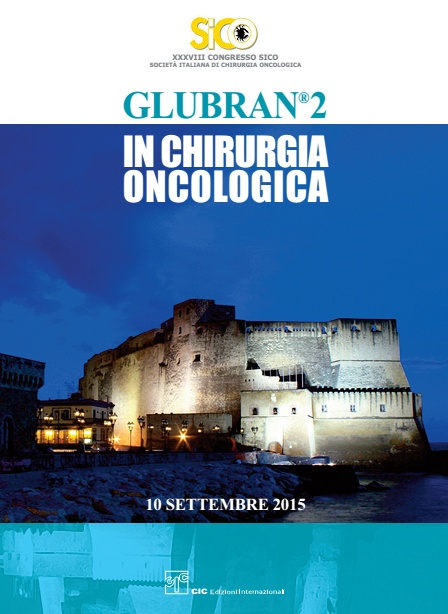 SICO
XXXVIII CONGRESSO SICO
SOCIETÀ ITALIANA DI CHIRURGIA ONCOLOGICA
GLUBRAN®2
IN CHIRURGIA
ONCOLOGICA
10 SETTEMBRE 2015
CIC Edizioni Internazionali